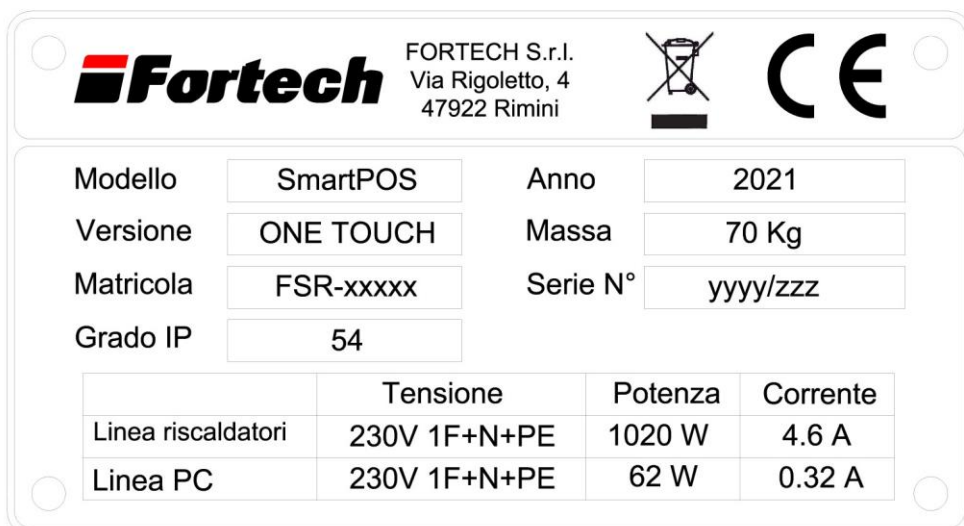 Fortech
FORTECH S.r.l.
Via Rigoletto, 4
47922 Rimini
CE
Modello SmartPOS Anno 2021
Versione ONE TOUCH Massa 70 Kg
Matricola FSR-xxxxx Serie N° yyyy/zzz
Grado IP 54
Tensione Potenza Corrente
Linea riscaldatori 230V 1F+N+PE 1020 W 4.6 A
Linea PC 230V 1F+N+PE 62 W 0.32 A